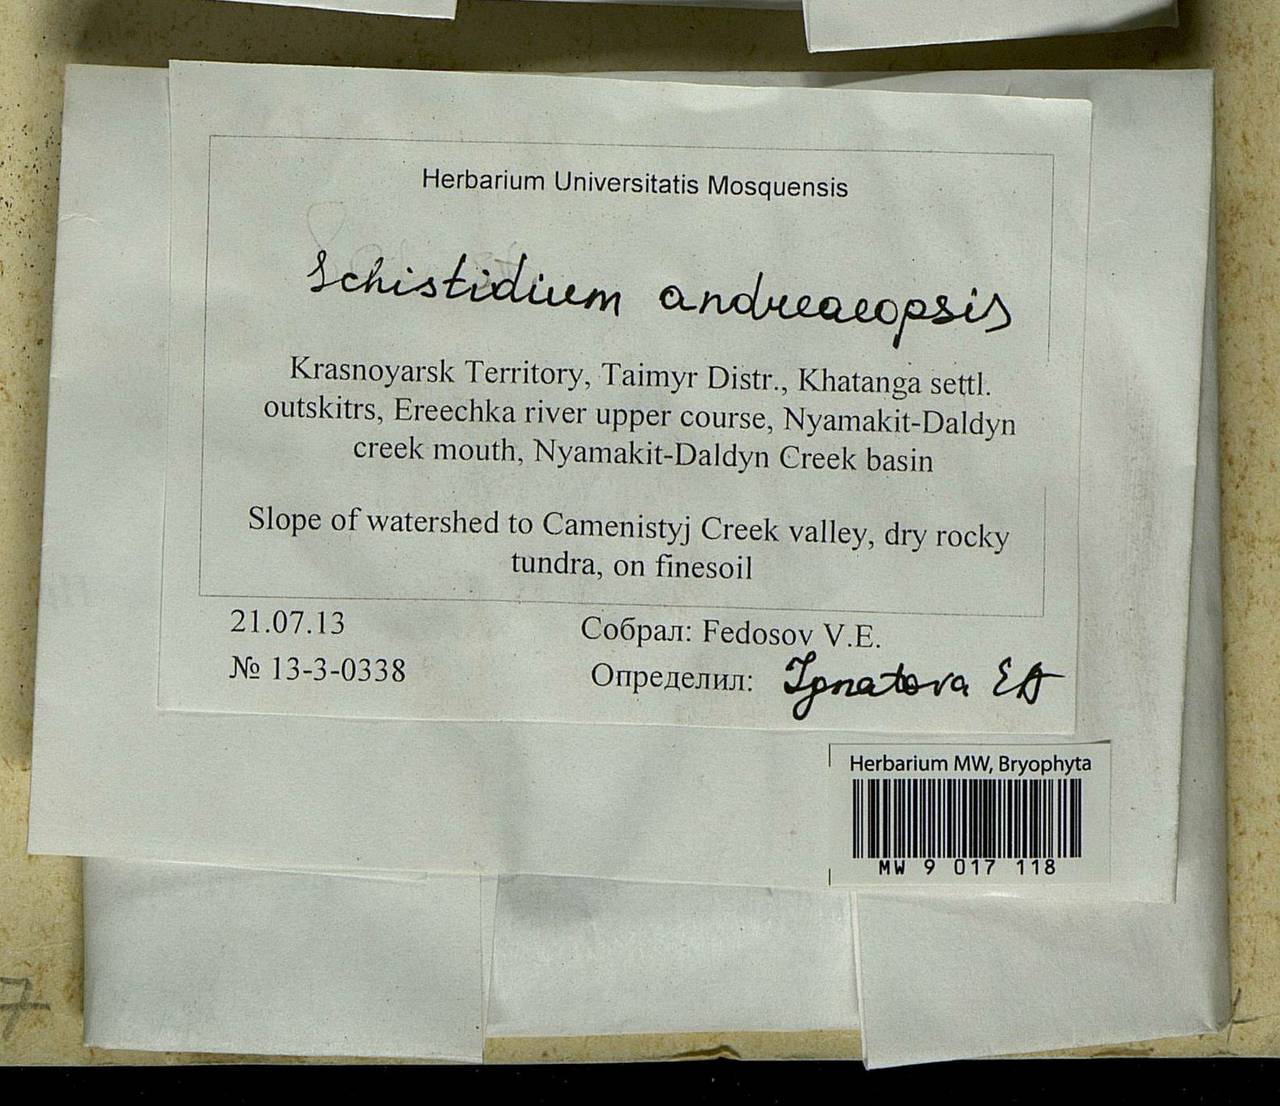 Herbarium Universitatis Mosquensis
Schistidium andreaeopsis
Krasnoyarsk Territory, Taimyr Distr., Khatanga settl.
outskitrs, Ereechka river upper course, Nyamakit-Daldyn
creek mouth, Nyamakit-Daldyn Creek basin
Slope of watershed to Camenistyj Creek valley, dry rocky
tundra, on finesoil
21.07.13
Собрал: Fedosov V.E.
№ 13-3-0338
Определил: Ignatova EA
Herbarium MW, Bryophyta
MW 9 017 118
7